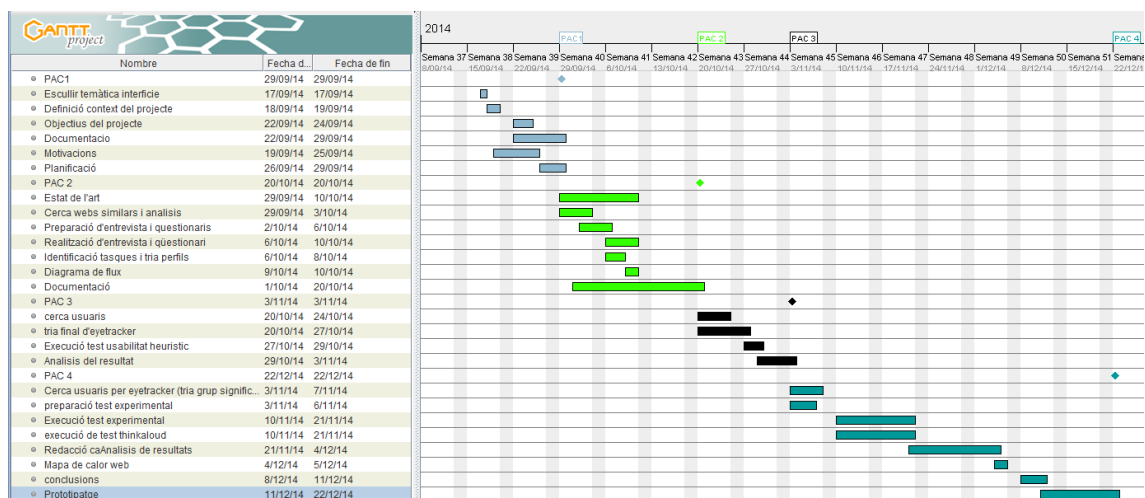 GANTT
project
2014
PAC1 PAC 2 PAC 3 PAC 4
Semana 37 Semana 38 Semana 39 Semana 40 Semana 41 Semana 42 Semana 43 Semana 44 Semana 45 Semana 46 Semana 47 Semana 48 Semana 49 Semana 50 Semana 51 Semana
8/09/14 15/09/14 22/09/14 29/09/14 6/10/14 13/10/14 20/10/14 27/10/14 3/11/14 10/11/14 17/11/14 24/11/14 1/12/14 8/12/14 15/12/14 22/12/1
Nombre Fecha d... Fecha de fin
PAC1 29/09/14 29/09/14
Escullir temàtica interficie 17/09/14 17/09/14
Definició context del projecte 18/09/14 19/09/14
Objectius del projecte 22/09/14 24/09/14
Documentacio 22/09/14 29/09/14
Motivacions 19/09/14 25/09/14
Planificació 26/09/14 29/09/14
PAC 2 20/10/14 20/10/14
Estat de l'art 29/09/14 10/10/14
Cerca webs similars i analisis 29/09/14 3/10/14
Preparació d'entrevista i questionaris 2/10/14 6/10/14
Realització d'entrevista i qüestionari 6/10/14 10/10/14
Identificació tasques i tria perfils 6/10/14 8/10/14
Diagrama de flux 9/10/14 10/10/14
Documentació 1/10/14 20/10/14
PAC 3 3/11/14 3/11/14
cerca usuaris 20/10/14 24/10/14
tria final d'eyetracker 20/10/14 27/10/14
Execució test usabilitat heuristic 27/10/14 29/10/14
Analisis del resultat 29/10/14 3/11/14
PAC 4 22/12/14 22/12/14
Cerca usuaris per eyetracker (tria grup signific... 3/11/14 7/11/14
preparació test experimental 3/11/14 6/11/14
Execució test experimental 10/11/14 21/11/14
execució de test thinkaloud 10/11/14 21/11/14
Redacció caAnalisis de resultats 21/11/14 4/12/14
Mapa de calor web 4/12/14 5/12/14
conclusions 8/12/14 11/12/14
Prototipatge 11/12/14 22/12/14